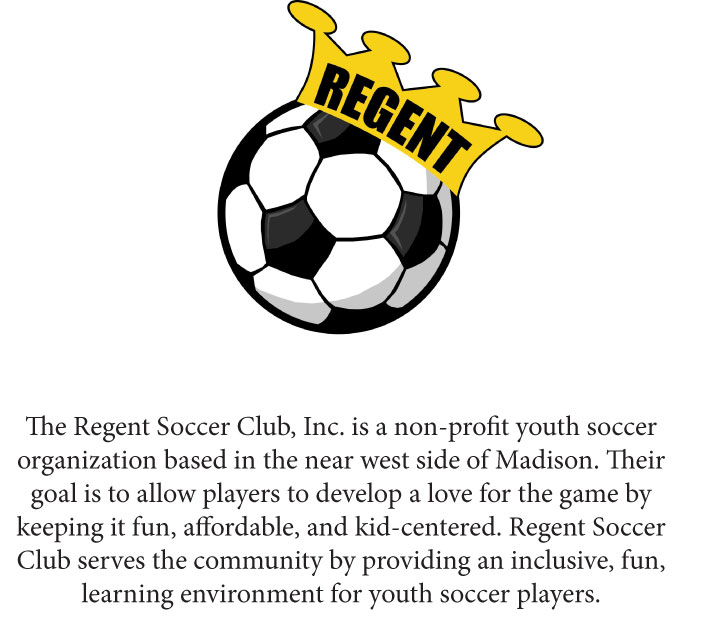 REGENT
The Regent Soccer Club, Inc. is a non-profit youth soccer
organization based in the near west side of Madison. Their
goal is to allow players to develop a love for the game by
keeping it fun, affordable, and kid-centered. Regent Soccer
Club serves the community by providing an inclusive, fun,
learning environment for youth soccer players.